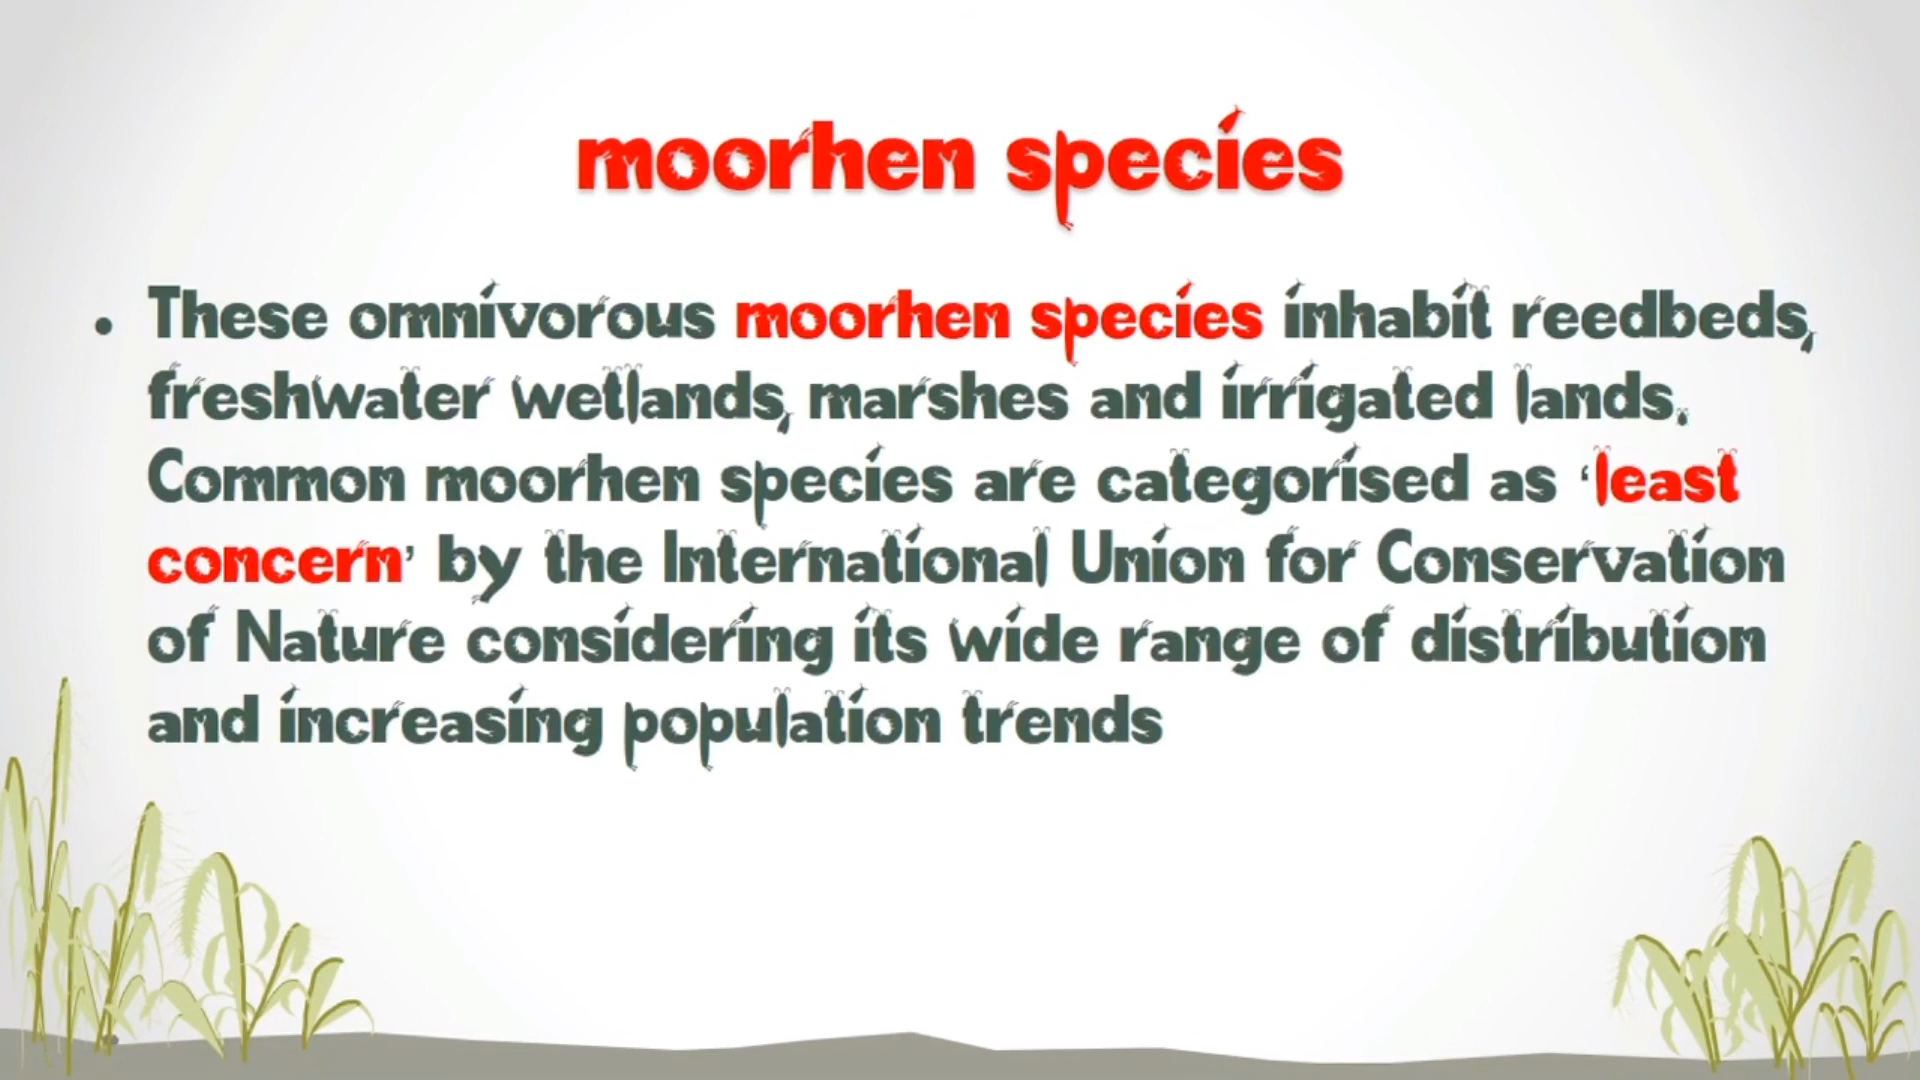 moorhen species
• These omnivorous moorhen species inhabit reedbeds,
freshwater wetlands, marshes and irrigated lands.
Common moorhen species are categorised as ‘least
concern’ by the International Union for Conservation
of Nature considering its wide range of distribution
and increasing population trends